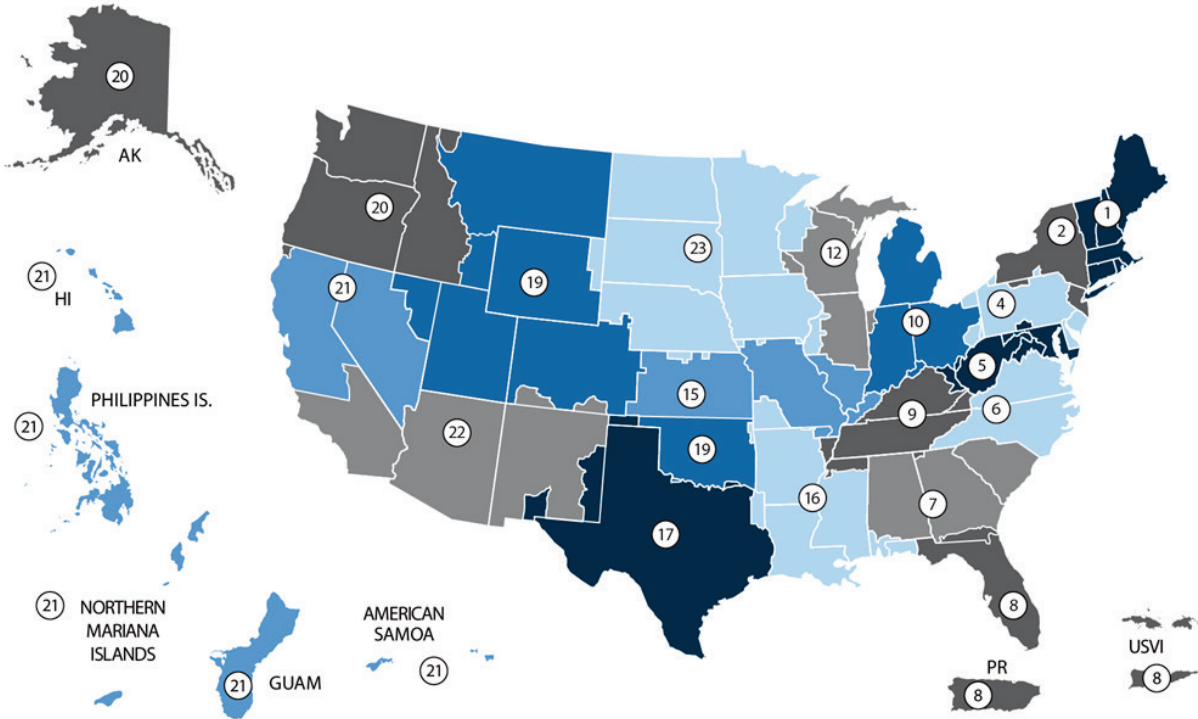 20
AK
21
HI
PHILIPPINES IS.
21
21
NORTHERN
MARIANA
ISLANDS
21
GUAM
AMERICAN
SAMOA
21
20
19
21
23
12
2
1
4
10
5
15
9
6
22
19
16
7
17
8
PR
8
USVI
8